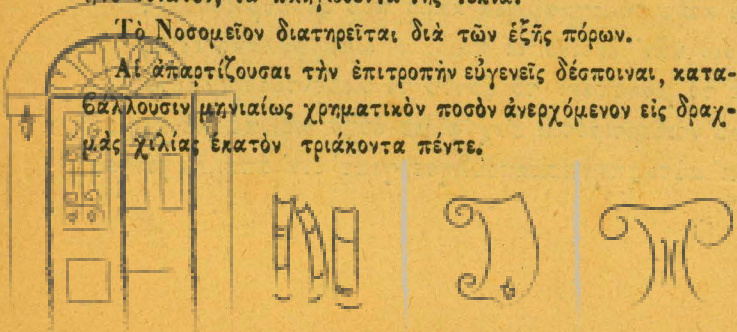 Τὸ Νοσομεῖον διατηρεῖται διὰ τῶν ἑξῆς πόρων.
Αἱ ἀπαρτίζουσαι τὴν ἐπιτροπὴν εὐγενεῖς δέσποιναι, κατα-
βάλλουσιν μηνιαίως χρηματικὸν ποσὸν ἀνερχόμενον εἰς δραχ-
μὰς χιλίας ἑκατὸν τριάκοντα πέντε.